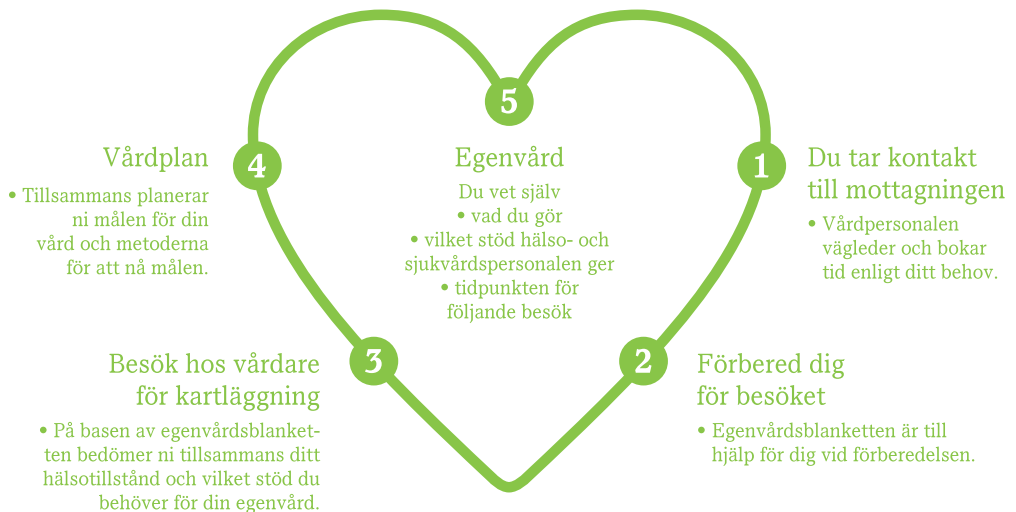 1
Du tar kontakt
till mottagningen
• Vårdpersonalen
vägleder och bokar
tid enligt ditt behov.
2
Förbered dig
för besöket
• Egenvårdsblanketten är till
hjälp för dig vid förberedelsen.
3
Besök hos vårdare
för kartläggning
• På basen av egenvårdsblanket-
ten bedömer ni tillsammans ditt
hälsotillstånd och vilket stöd du
behöver för din egenvård.
4
Vårdplan
• Tillsammans planerar
ni målen för din
vård och metoderna
för att nå målen.
5
Egenvård
Du vet själv
• vad du gör
• vilket stöd hälso- och
sjukvårdspersonalen ger
• tidpunkten för
följande besök